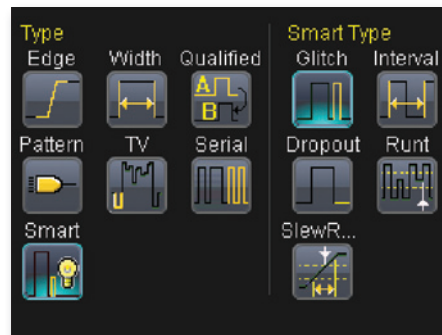 Type
Smart Type
Edge
Width
Qualified
Glitch
Interval
A
B
Pattern
TV
Serial
Dropout
Runt
Smart
SlewR...